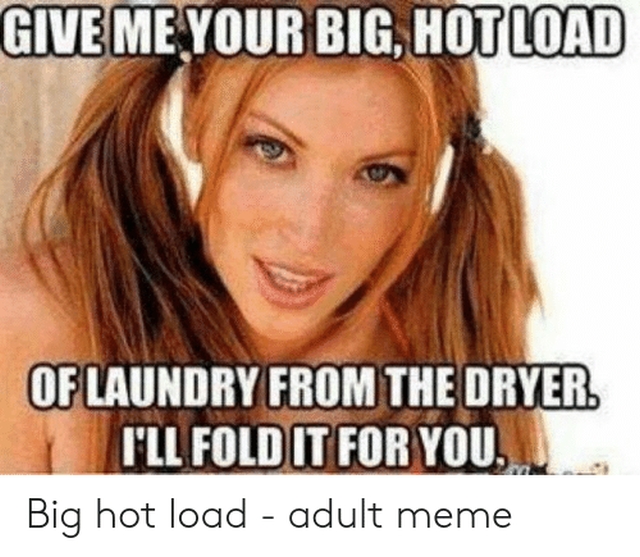 GIVE ME YOUR BIG, HOT LOAD
OF LAUNDRY FROM THE DRYER.
I'LL FOLD IT FOR YOU.
Big hot load - adult meme